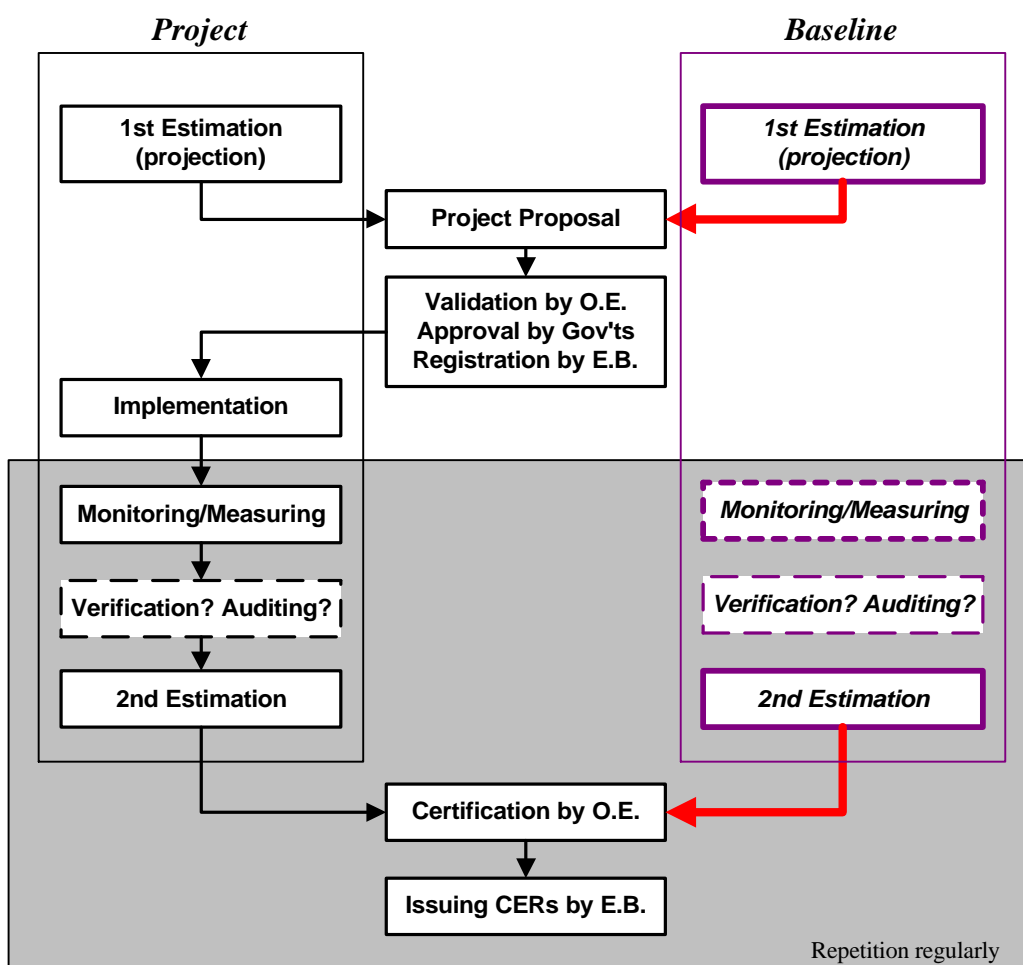 Project
Baseline
1st Estimation
(projection)
1st Estimation
(projection)
Project Proposal
Validation by O.E.
Approval by Gov'ts
Registration by E.B.
Implementation
Monitoring/Measuring
Monitoring/Measuring
Verification? Auditing?
Verification? Auditing?
2nd Estimation
2nd Estimation
Certification by O.E.
Issuing CERs by E.B.
Repetition regularly